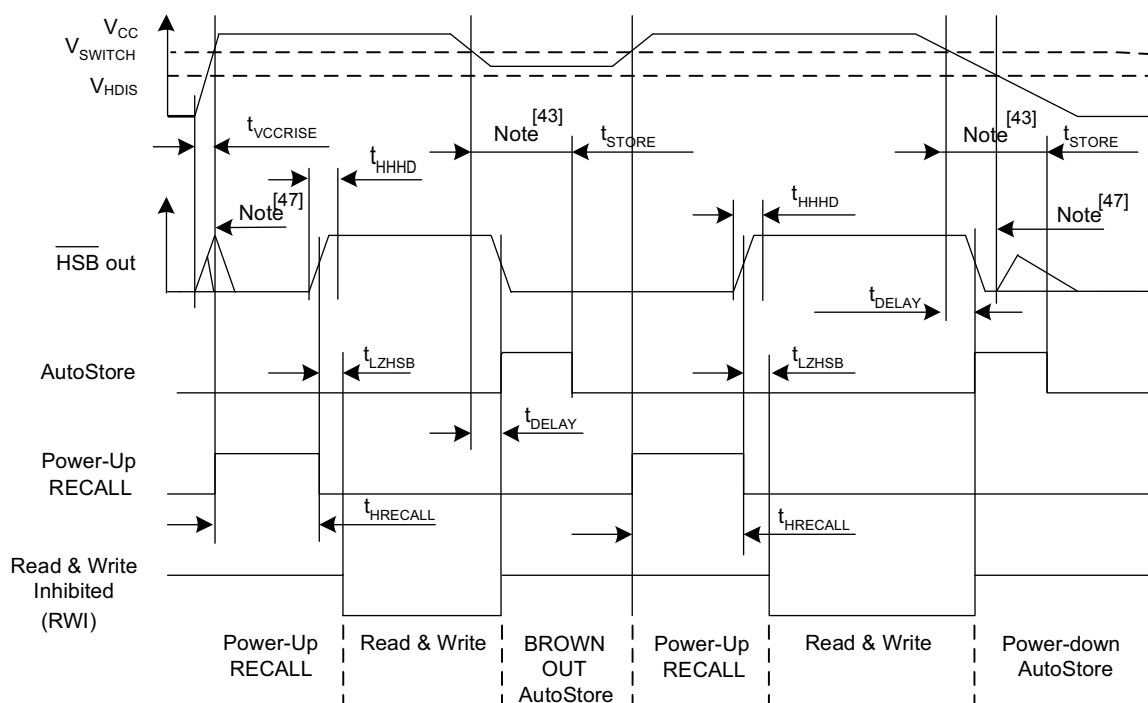 VCC
VSWITCH
VHDIS
tVCCRISE
Note[43]
tSTORE
Note[43]
tSTORE
tHHHD
tHHHD
Note[47]
Note[47]
HSB out
tDELAY
AutoStore
tLZHSB
tLZHSB
tDELAY
Power-Up
RECALL
tHRECALL
tHRECALL
Read & Write
Inhibited
(RWI)
Power-Up
RECALL
Read & Write
BROWN
OUT
AutoStore
Power-Up
RECALL
Read & Write
Power-down
AutoStore